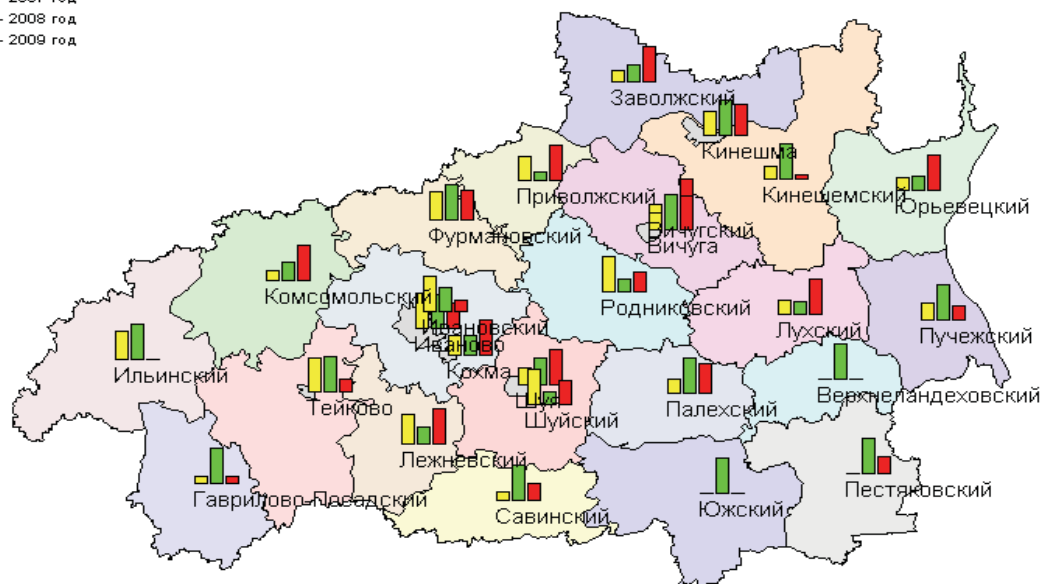 - 2008 год
- 2009 год
Заволжский
Кинешма
Приволжский
Кинешемский
Юрьевецкий
Фурмановский
Вичугский
Вичуга
Комсомольский
Родниковский
Ивановский
Лухский
Пучежский
Иваново
Кохма
Ильинский
Тейково
Шуя
Шуйский
Палехский
Верхнеландеховский
Лежневский
Гаврилово-Посадский
Савинский
Южский
Пестяковский